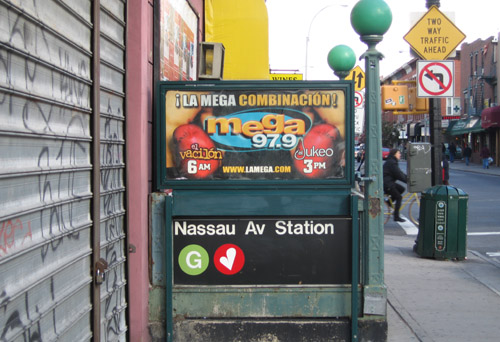 TWO
WAY
TRAFFIC
AHEAD
WINES
¡LA MEGA COMBINACIÓN!
mega
97.9
el
vacilón
6 AM
Jukeo
3 PM
WWW.LAMEGA.COM
Nassau Av Station
G